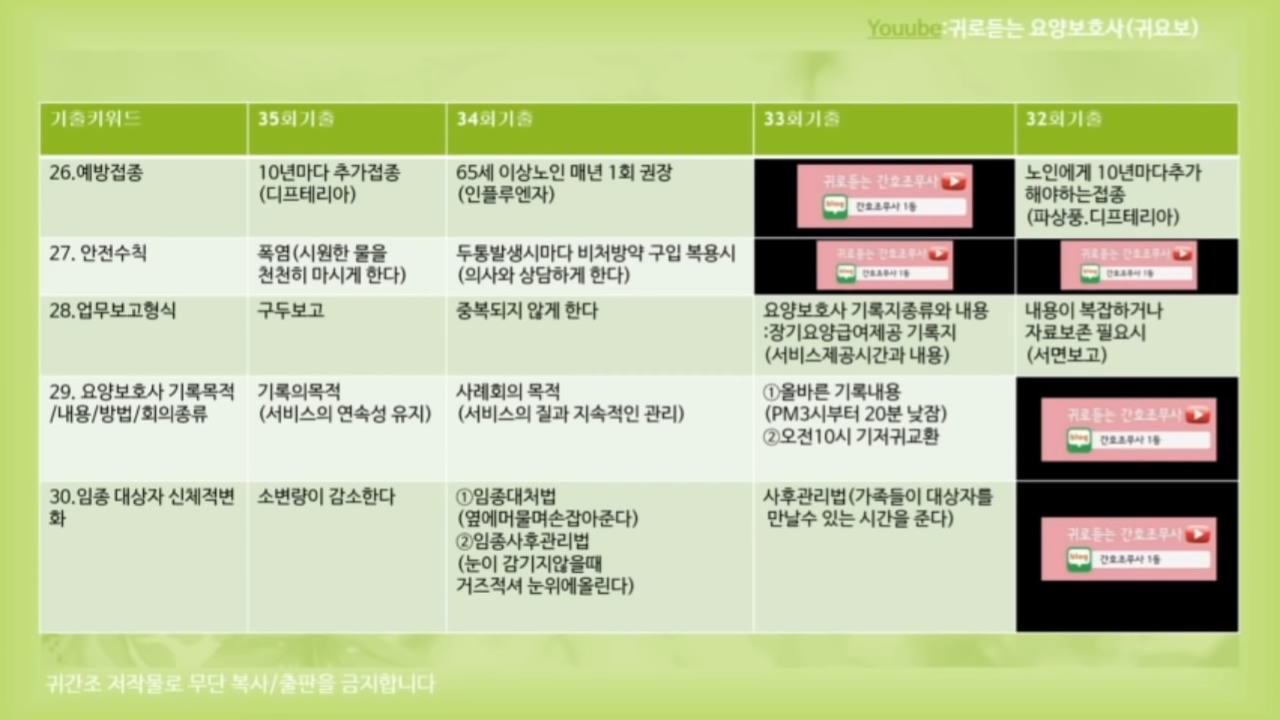 Youube:귀로듣는 요양보호사(귀요보)
기출키워드
35회기출
34회기출
33회기출
32회기출
26.예방접종
10년마다 추가접종
(디프테리아)
65세 이상노인 매년 1회 권장
(인플루엔자)
귀로듣는 간호조무사
blog
간호조무사 1등
노인에게 10년마다추가
해야하는접종
(파상풍.디프테리아)
27. 안전수칙
폭염(시원한 물을
천천히 마시게 한다)
두통발생시마다 비처방약 구입 복용시
(의사와 상담하게 한다)
귀로듣는 간호조무사
blog
간호조무사 1등
귀로듣는 간호조무사
blog
간호조무사 1등
28.업무보고형식
구두보고
중복되지 않게 한다
요양보호사 기록지종류와 내용
:장기요양급여제공 기록지
(서비스제공시간과 내용)
내용이 복잡하거나
자료보존 필요시
(서면보고)
29. 요양보호사 기록목적
/내용/방법/회의종류
기록의목적
(서비스의 연속성 유지)
사례회의 목적
(서비스의 질과 지속적인 관리)
①올바른 기록내용
(PM3시부터 20분 낮잠)
②오전10시 기저귀교환
귀로듣는 간호조무사
blog
간호조무사 1등
30.임종 대상자 신체적변
화
소변량이 감소한다
①임종대처법
(옆에머물며손잡아준다)
②임종사후관리법
(눈이 감기지않을때
거즈적셔 눈위에올린다)
사후관리법(가족들이 대상자를
만날수 있는 시간을 준다)
귀로듣는 간호조무사
blog
간호조무사 1등
귀간조 저작물로 무단 복사/출판을 금지합니다